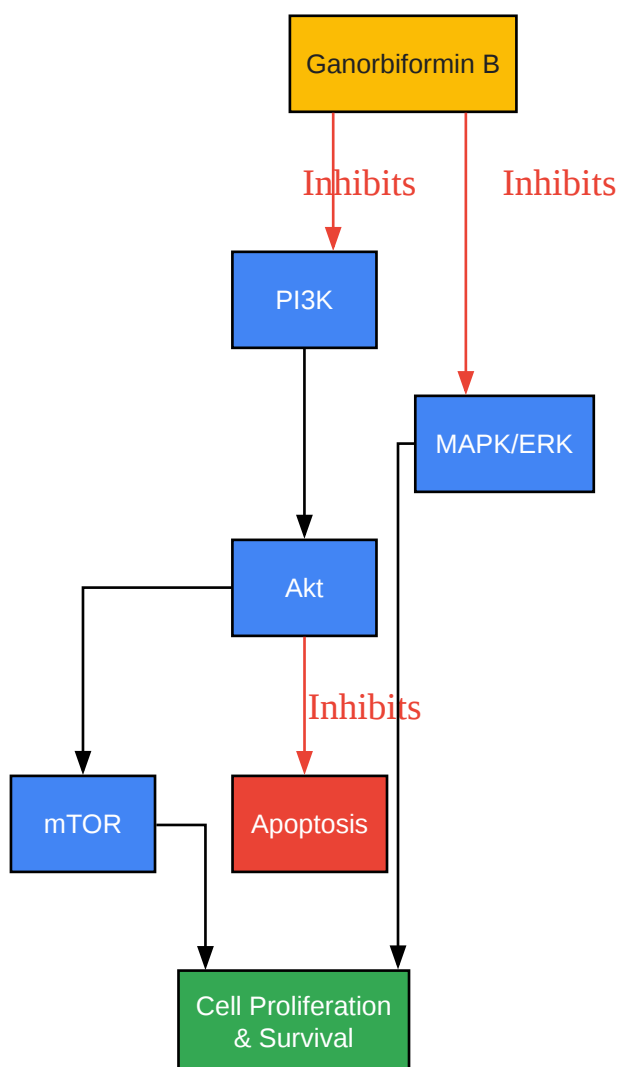 Ganorbiformin B
Inhibits
Inhibits
PI3K
MAPK/ERK
Akt
Inhibits
mTOR
Apoptosis
Cell Proliferation
& Survival